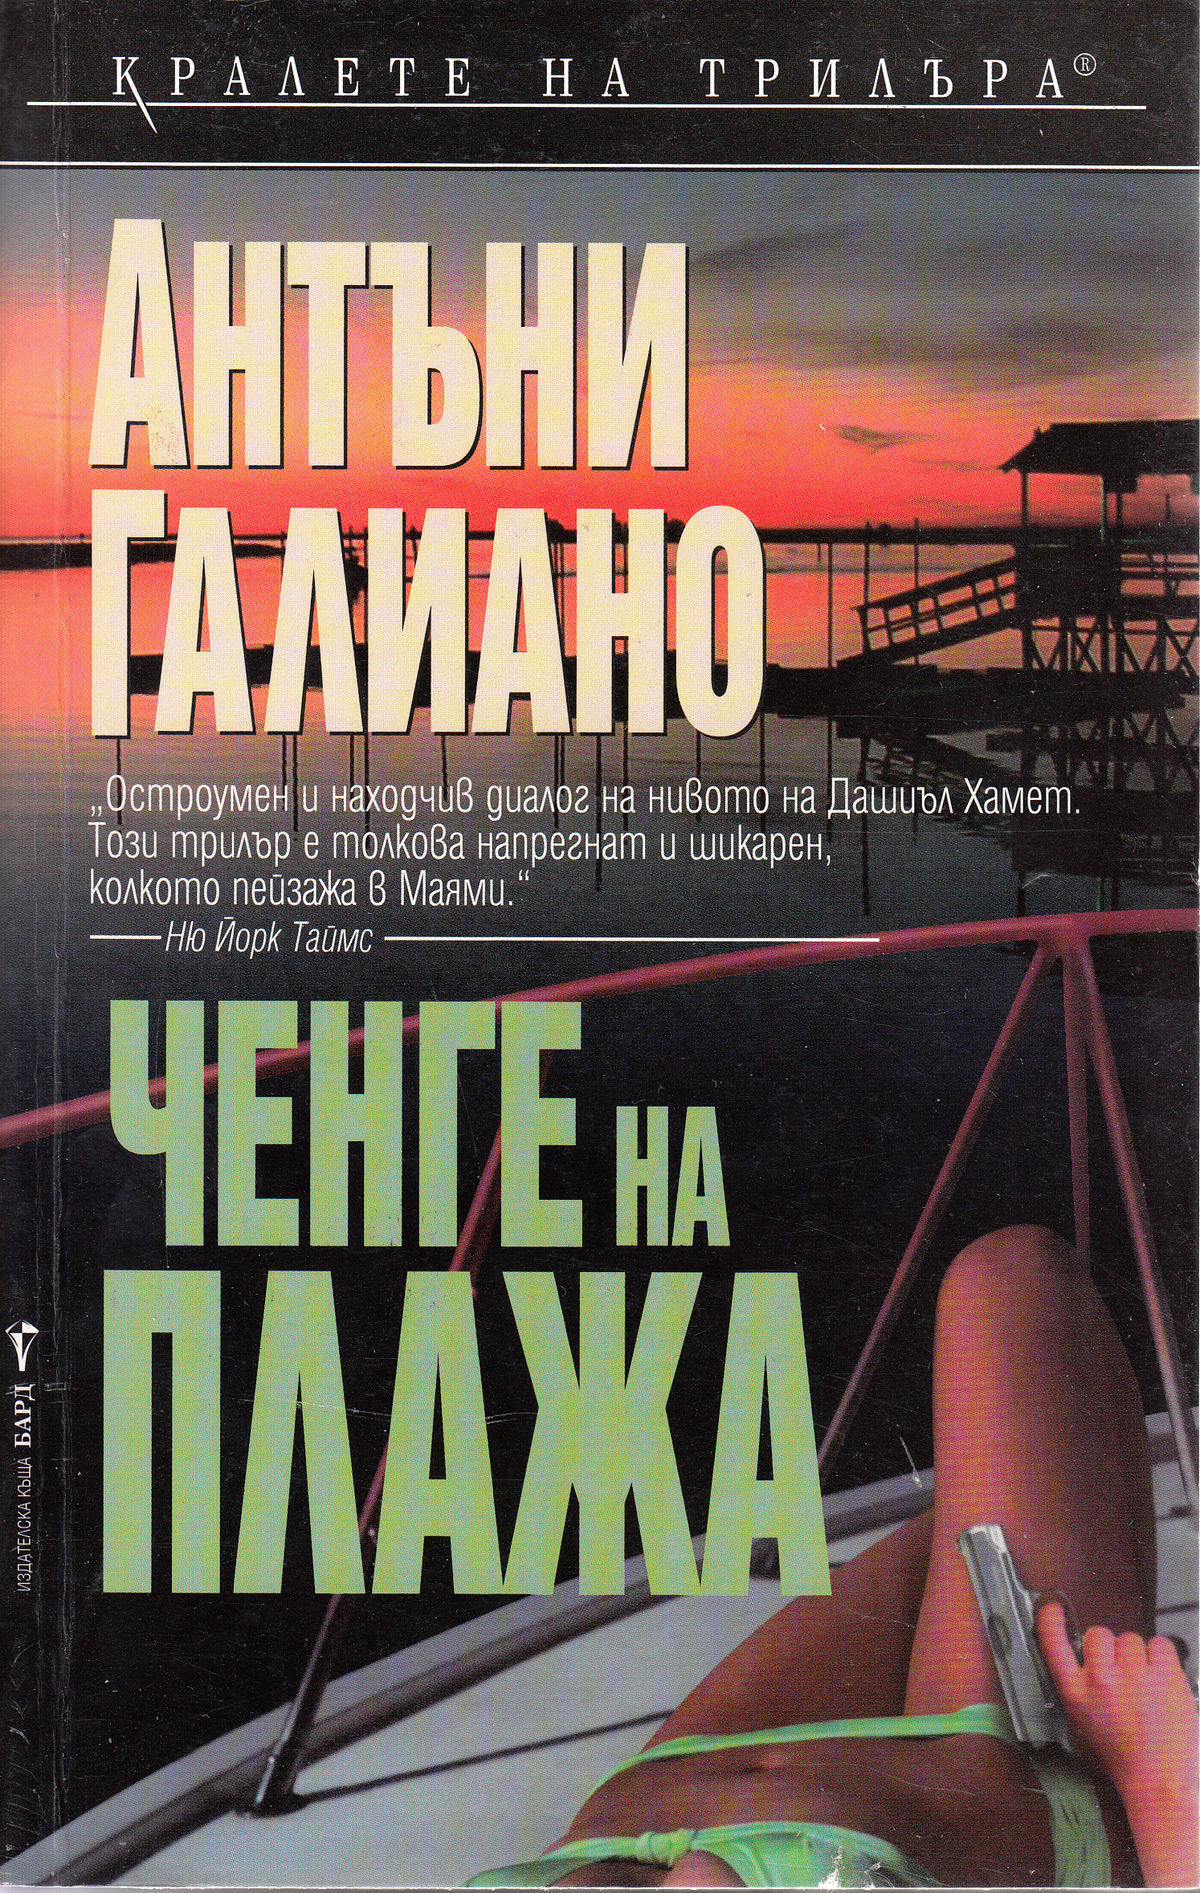 КРАЛЕТЕ НА ТРИЛЪРА®
АНТЪНИ
ГАЛИАНО
„Остроумен и находчив диалог на нивото на Дашиъл Хамет.
Този трилър е толкова напрегнат и шикарен,
колкото пейзажа в Маями.“
Ню Йорк Таймс
ЧЕНГЕ НА
ПЛАЖА
ИЗДАТЕЛСКА КЪЩА БАРД